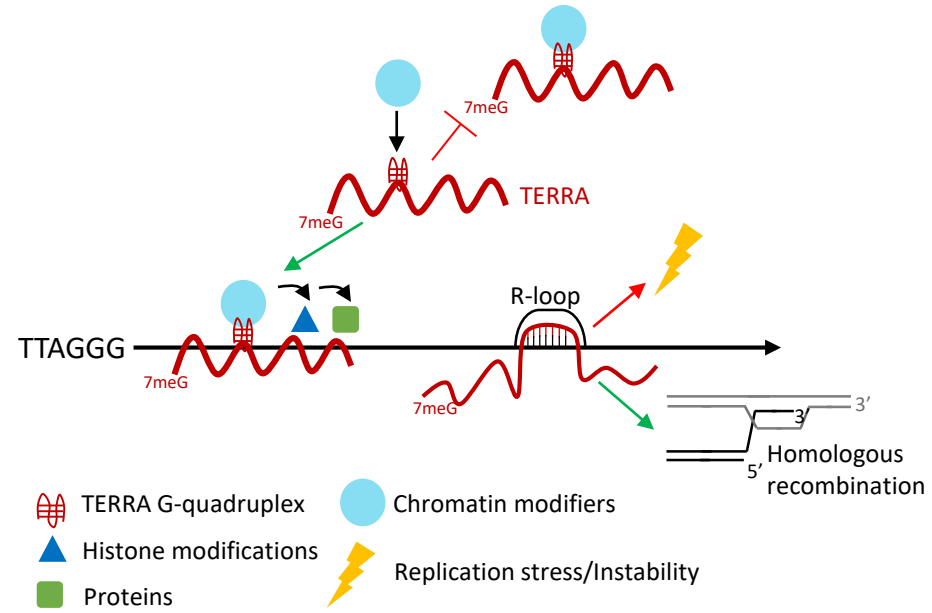 7meG
7meG
TERRA
R-loop
TTAGGG
7meG
7meG
3’
3’
5’
Homologous
recombination
TERRA G-quadruplex
Chromatin modifiers
Histone modifications
Replication stress/Instability
Proteins